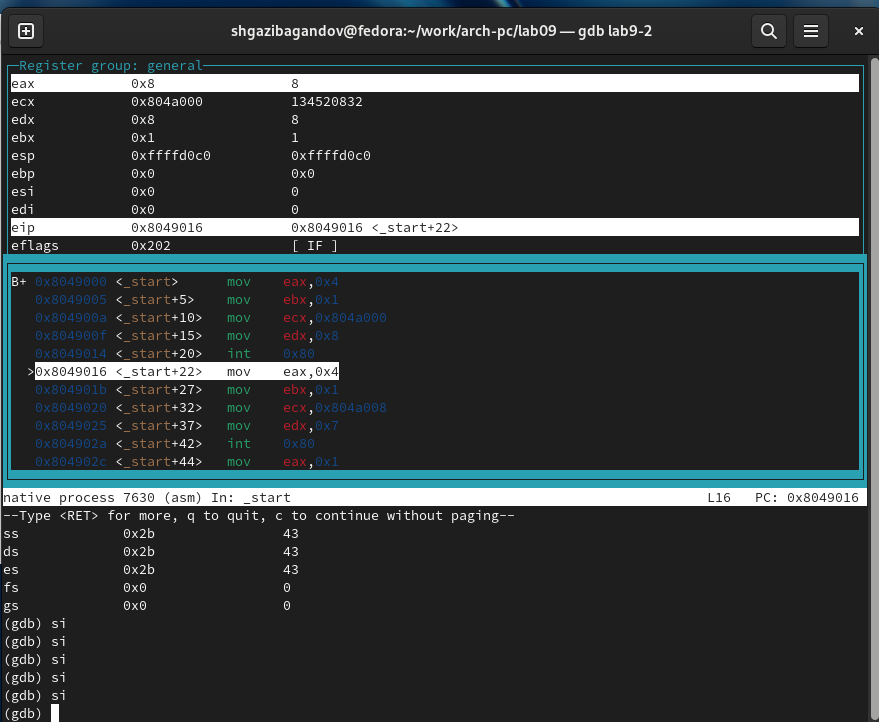 shgazibagandov@fedora:~/work/arch-pc/lab09 — gdb lab9-2
Register group: general
eax 0x8 8
ecx 0x804a000 134520832
edx 0x8 8
ebx 0x1 1
esp 0xffffd0c0 0xffffd0c0
ebp 0x0 0x0
esi 0x0 0
edi 0x0 0
eip 0x8049016 0x8049016 <_start+22>
eflags 0x202 [ IF ]
B+ 0x8049000 <_start> mov eax,0x4
0x8049005 <_start+5> mov ebx,0x1
0x804900a <_start+10> mov ecx,0x804a000
0x804900f <_start+15> mov edx,0x8
0x8049014 <_start+20> int 0x80
>0x8049016 <_start+22> mov eax,0x4
0x804901b <_start+27> mov ebx,0x1
0x8049020 <_start+32> mov ecx,0x804a008
0x8049025 <_start+37> mov edx,0x7
0x804902a <_start+42> int 0x80
0x804902c <_start+44> mov eax,0x1
native process 7630 (asm) In: _start L16 PC: 0x8049016
--Type <RET> for more, q to quit, c to continue without paging--
ss 0x2b 43
ds 0x2b 43
es 0x2b 43
fs 0x0 0
gs 0x0 0
(gdb) si
(gdb) si
(gdb) si
(gdb) si
(gdb) si
(gdb)